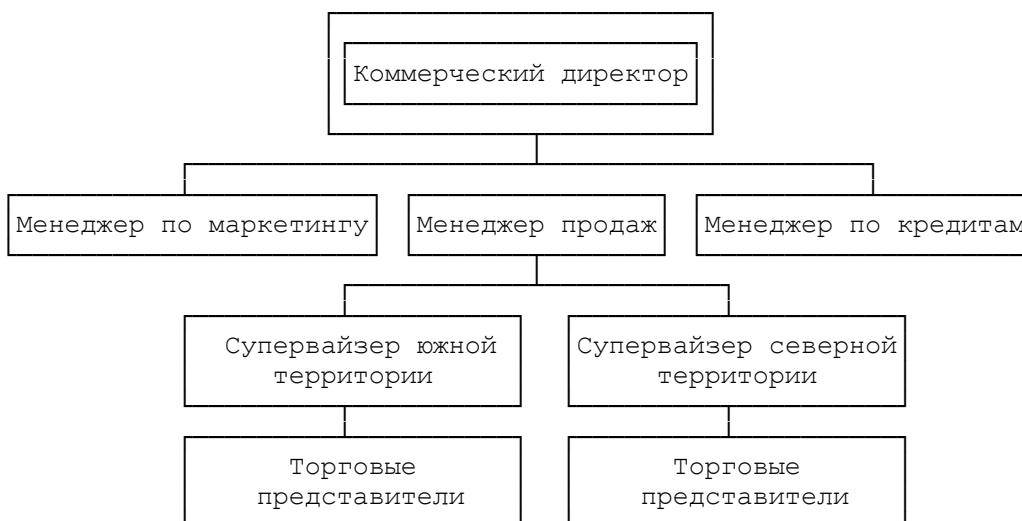 Коммерческий директор
Менеджер по маркетингу
Менеджер продаж
Менеджер по кредитам
Супервайзер южной
территории
Супервайзер северной
территории
Торговые
представители
Торговые
представители